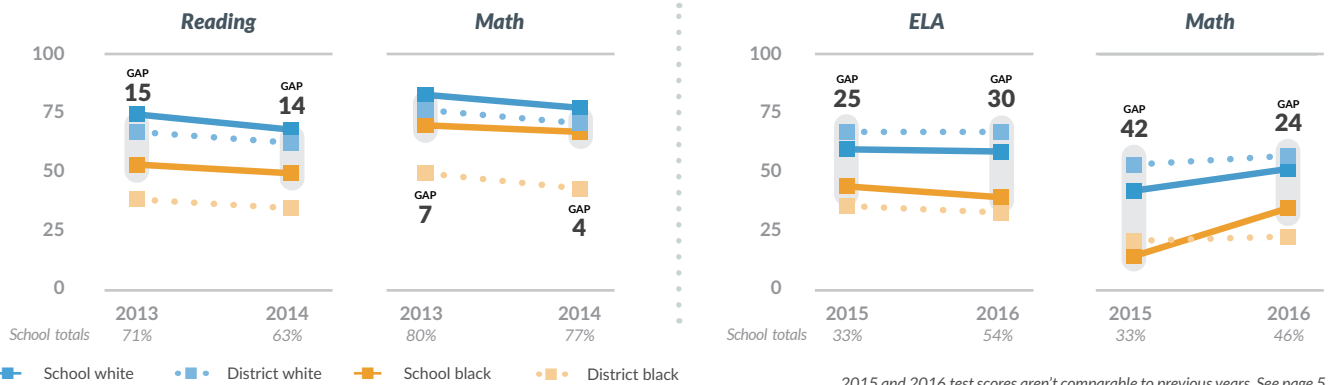 Reading Math ELA Math
100 100
GAP 15 GAP 14 GAP 25 GAP 30 GAP 42 GAP 24
75 75
50 50
GAP 7 GAP 4
25 25
0 0
2013 2014 2013 2014 2015 2016 2015 2016
School totals 71% 63% 80% 77% School totals 33% 54% 33% 46%
School white District white School black District black
2015 and 2016 test scores aren't comparable to previous years. See page 5